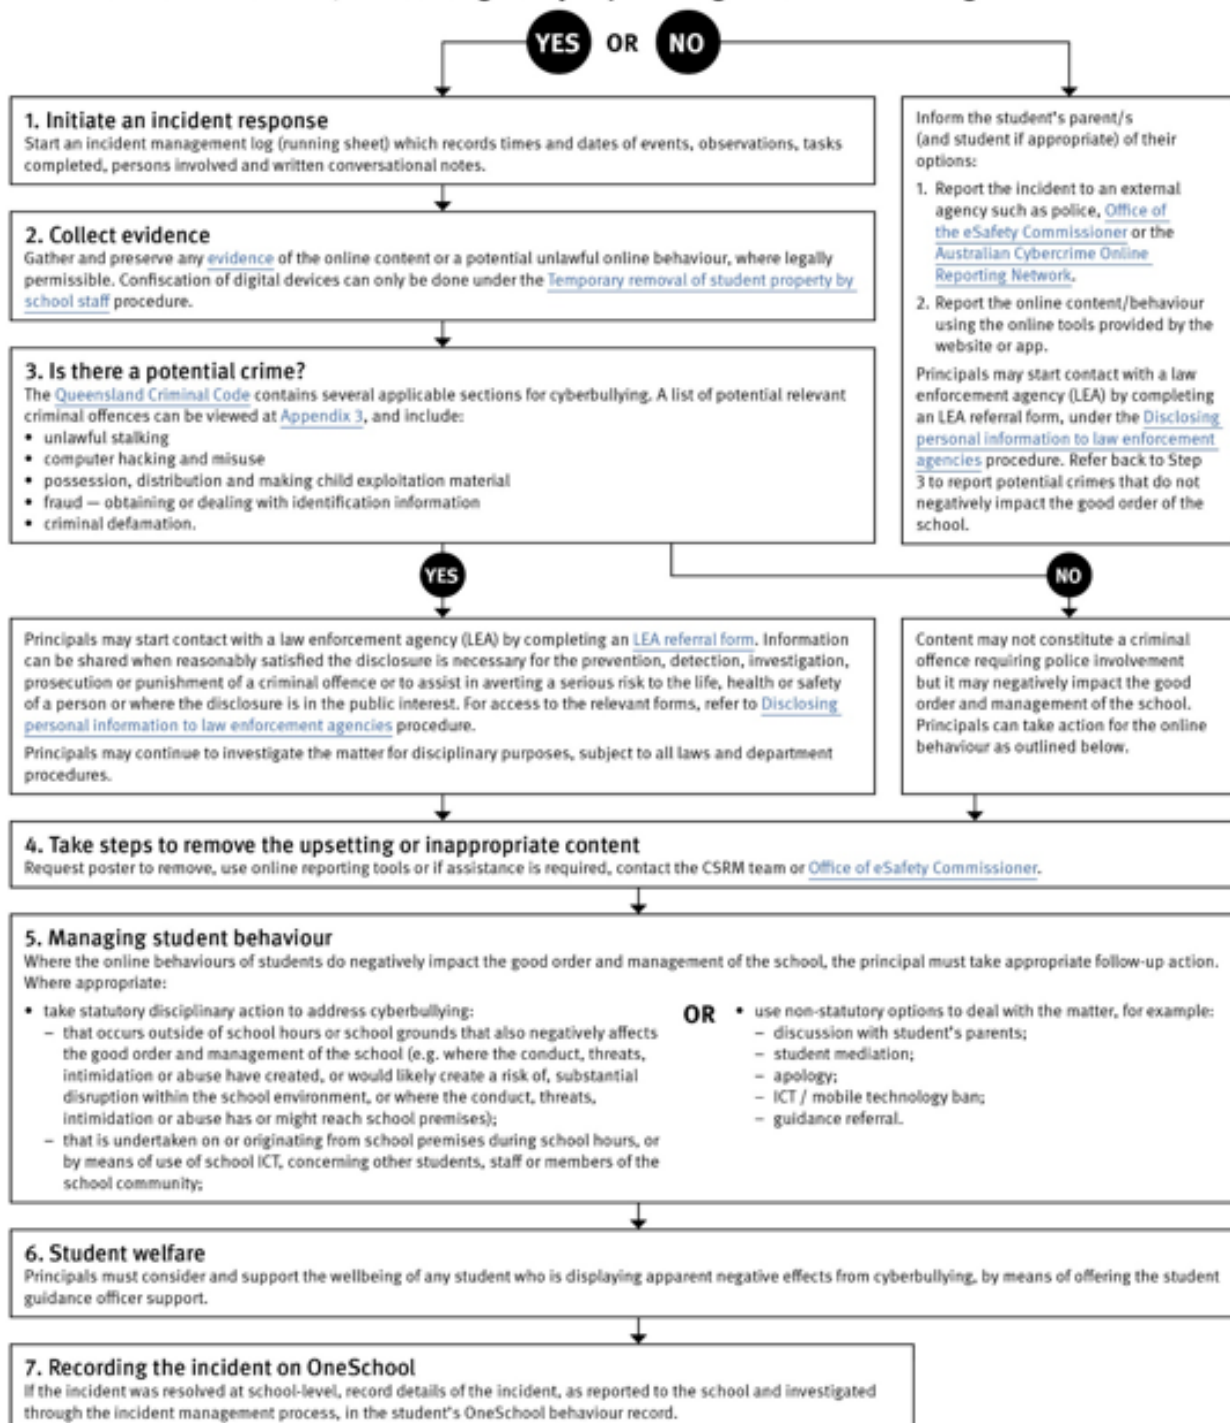 YES OR NO
1. Initiate an incident response
Start an incident management log (running sheet) which records times and dates of events, observations, tasks
completed, persons involved and written conversational notes.
Inform the student's parent/s
(and student if appropriate) of their
options:
1. Report the incident to an external
agency such as police, Office of
the eSafety Commissioner or the
Australian Cybercrime Online
Reporting Network.
2. Report the online content/behaviour
using the online tools provided by the
website or app.
Principals may start contact with a law
enforcement agency (LEA) by completing
an LEA referral form, under the Disclosing
personal information to law enforcement
agencies procedure. Refer back to Step
3 to report potential crimes that do not
negatively impact the good order of the
school.
2. Collect evidence
Gather and preserve any evidence of the online content or a potential unlawful online behaviour, where legally
permissible. Confiscation of digital devices can only be done under the Temporary removal of student property by
school staff procedure.
3. Is there a potential crime?
The Queensland Criminal Code contains several applicable sections for cyberbullying. A list of potential relevant
criminal offences can be viewed at Appendix 3, and include:
• unlawful stalking
• computer hacking and misuse
• possession, distribution and making child exploitation material
• fraud — obtaining or dealing with identification information
• criminal defamation.
YES
NO
Principals may start contact with a law enforcement agency (LEA) by completing an LEA referral form. Information
can be shared when reasonably satisfied the disclosure is necessary for the prevention, detection, investigation,
prosecution or punishment of a criminal offence or to assist in averting a serious risk to the life, health or safety
of a person or where the disclosure is in the public interest. For access to the relevant forms, refer to Disclosing
personal information to law enforcement agencies procedure.
Principals may continue to investigate the matter for disciplinary purposes, subject to all laws and department
procedures.
Content may not constitute a criminal
offence requiring police involvement
but it may negatively impact the good
order and management of the school.
Principals can take action for the online
behaviour as outlined below.
4. Take steps to remove the upsetting or inappropriate content
Request poster to remove, use online reporting tools or if assistance is required, contact the CSRM team or Office of eSafety Commissioner.
5. Managing student behaviour
Where the online behaviours of students do negatively impact the good order and management of the school, the principal must take appropriate follow-up action.
Where appropriate:
• take statutory disciplinary action to address cyberbullying:
– that occurs outside of school hours or school grounds that also negatively affects
the good order and management of the school (e.g. where the conduct, threats,
intimidation or abuse have created, or would likely create a risk of, substantial
disruption within the school environment, or where the conduct, threats,
intimidation or abuse has or might reach school premises);
– that is undertaken on or originating from school premises during school hours, or
by means of use of school ICT, concerning other students, staff or members of the
school community;
OR
• use non-statutory options to deal with the matter, for example:
– discussion with student's parents;
– student mediation;
– apology;
– ICT / mobile technology ban;
– guidance referral.
6. Student welfare
Principals must consider and support the wellbeing of any student who is displaying apparent negative effects from cyberbullying, by means of offering the student
guidance officer support.
7. Recording the incident on OneSchool
If the incident was resolved at school-level, record details of the incident, as reported to the school and investigated
through the incident management process, in the student's OneSchool behaviour record.